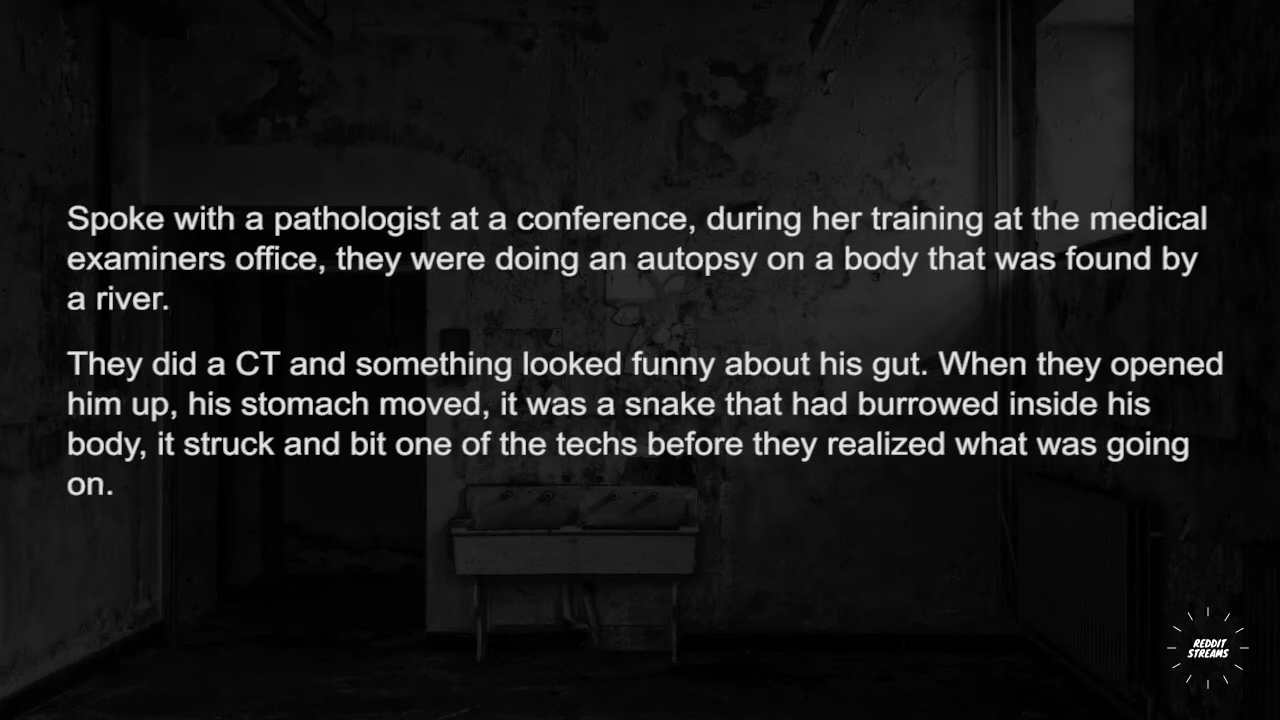 Spoke with a pathologist at a conference, during her training at the medical
examiners office, they were doing an autopsy on a body that was found by
a river.
They did a CT and something looked funny about his gut. When they opened
him up, his stomach moved, it was a snake that had burrowed inside his
body, it struck and bit one of the techs before they realized what was going
on.
REDDIT
STREAMS